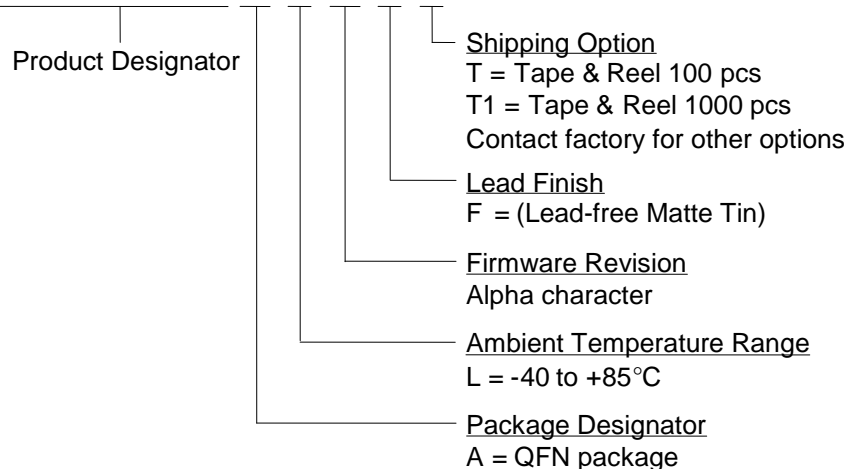 Product Designator
Shipping Option
T = Tape & Reel 100 pcs
T1 = Tape & Reel 1000 pcs
Contact factory for other options
Lead Finish
F = (Lead-free Matte Tin)
Firmware Revision
Alpha character
Ambient Temperature Range
L = -40 to +85°C
Package Designator
A = QFN package